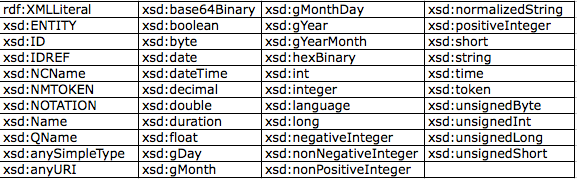 rdf:XMLLiteral xsd:base64Binary xsd:gMonthDay xsd:normalizedString
xsd:ENTITY xsd:boolean xsd:gYear xsd:positiveInteger
xsd:ID xsd:byte xsd:gYearMonth xsd:short
xsd:IDREF xsd:date xsd:hexBinary xsd:string
xsd:NCName xsd:dateTime xsd:int xsd:time
xsd:NMTOKEN xsd:decimal xsd:integer xsd:token
xsd:NOTATION xsd:double xsd:language xsd:unsignedByte
xsd:Name xsd:duration xsd:long xsd:unsignedInt
xsd:QName xsd:float xsd:negativeInteger xsd:unsignedLong
xsd:anySimpleType xsd:gDay xsd:nonNegativeInteger xsd:unsignedShort
xsd:anyURI xsd:gMonth xsd:nonPositiveInteger